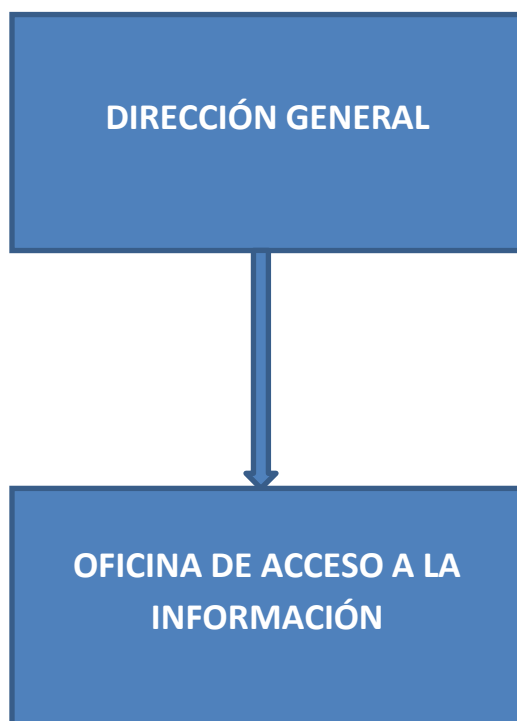 DIRECCIÓN GENERAL
OFICINA DE ACCESO A LA
INFORMACIÓN